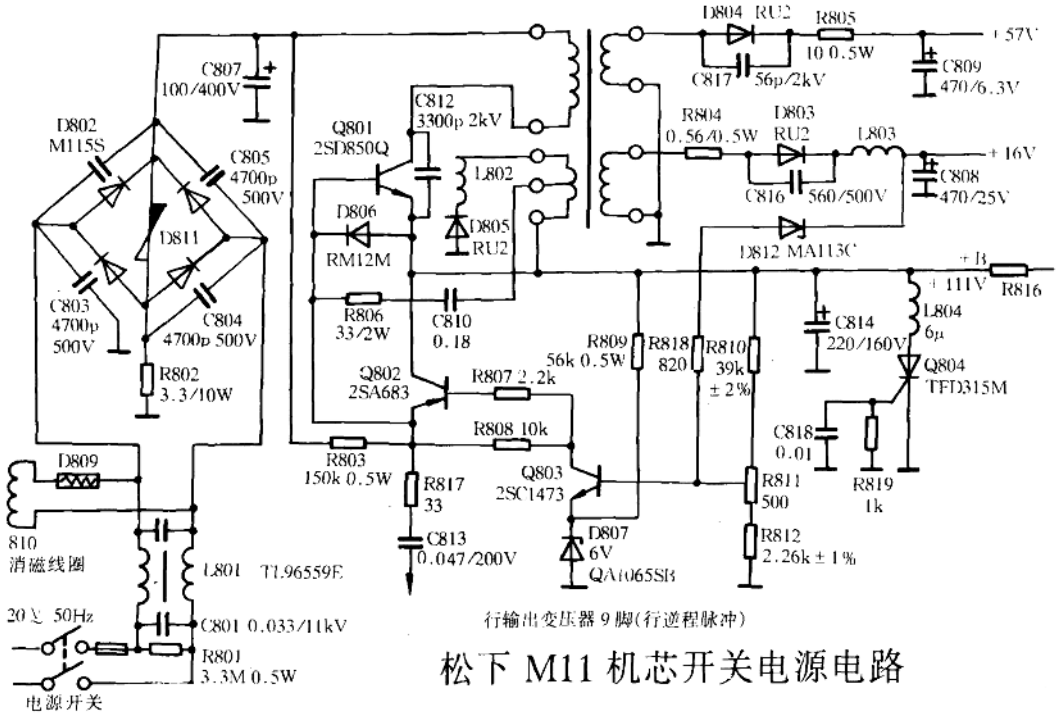 D804 RU2
R805
10 0.5W
+57V
C817
56p/2kV
C809
470/6.3V
C807
100/400V
C812
3300p 2kV
Q801
2SD850Q
L802
R804
0.56/0.5W
D803
RU2
L803
+16V
C816
560/500V
C808
470/25V
D802
M115S
C805
4700p
500V
D811
D806
RM12M
D805
RU2
D812 MA113C
+B
+111V
R816
C803
4700p
500V
C804
4700p 500V
R806
33/2W
C810
0.18
R809
56k 0.5W
R818
820
R810
39k
±2%
C814
220/160V
L804
6μ
Q804
TFD315M
R802
3.3/10W
Q802
2SA683
R807 2.2k
R808 10k
R803
150k 0.5W
R817
33
Q803
2SC1473
C818
0.01
R819
1k
R811
500
R812
2.26k±1%
D809
810
消磁线圈
C813
0.047/200V
D807
6V
QA1065SB
L801 TL96559E
50Hz
C801 0.033/11kV
R801
3.3M 0.5W
电源开关
行输出变压器9脚(行逆程脉冲)
松下 M11 机芯开关电源电路